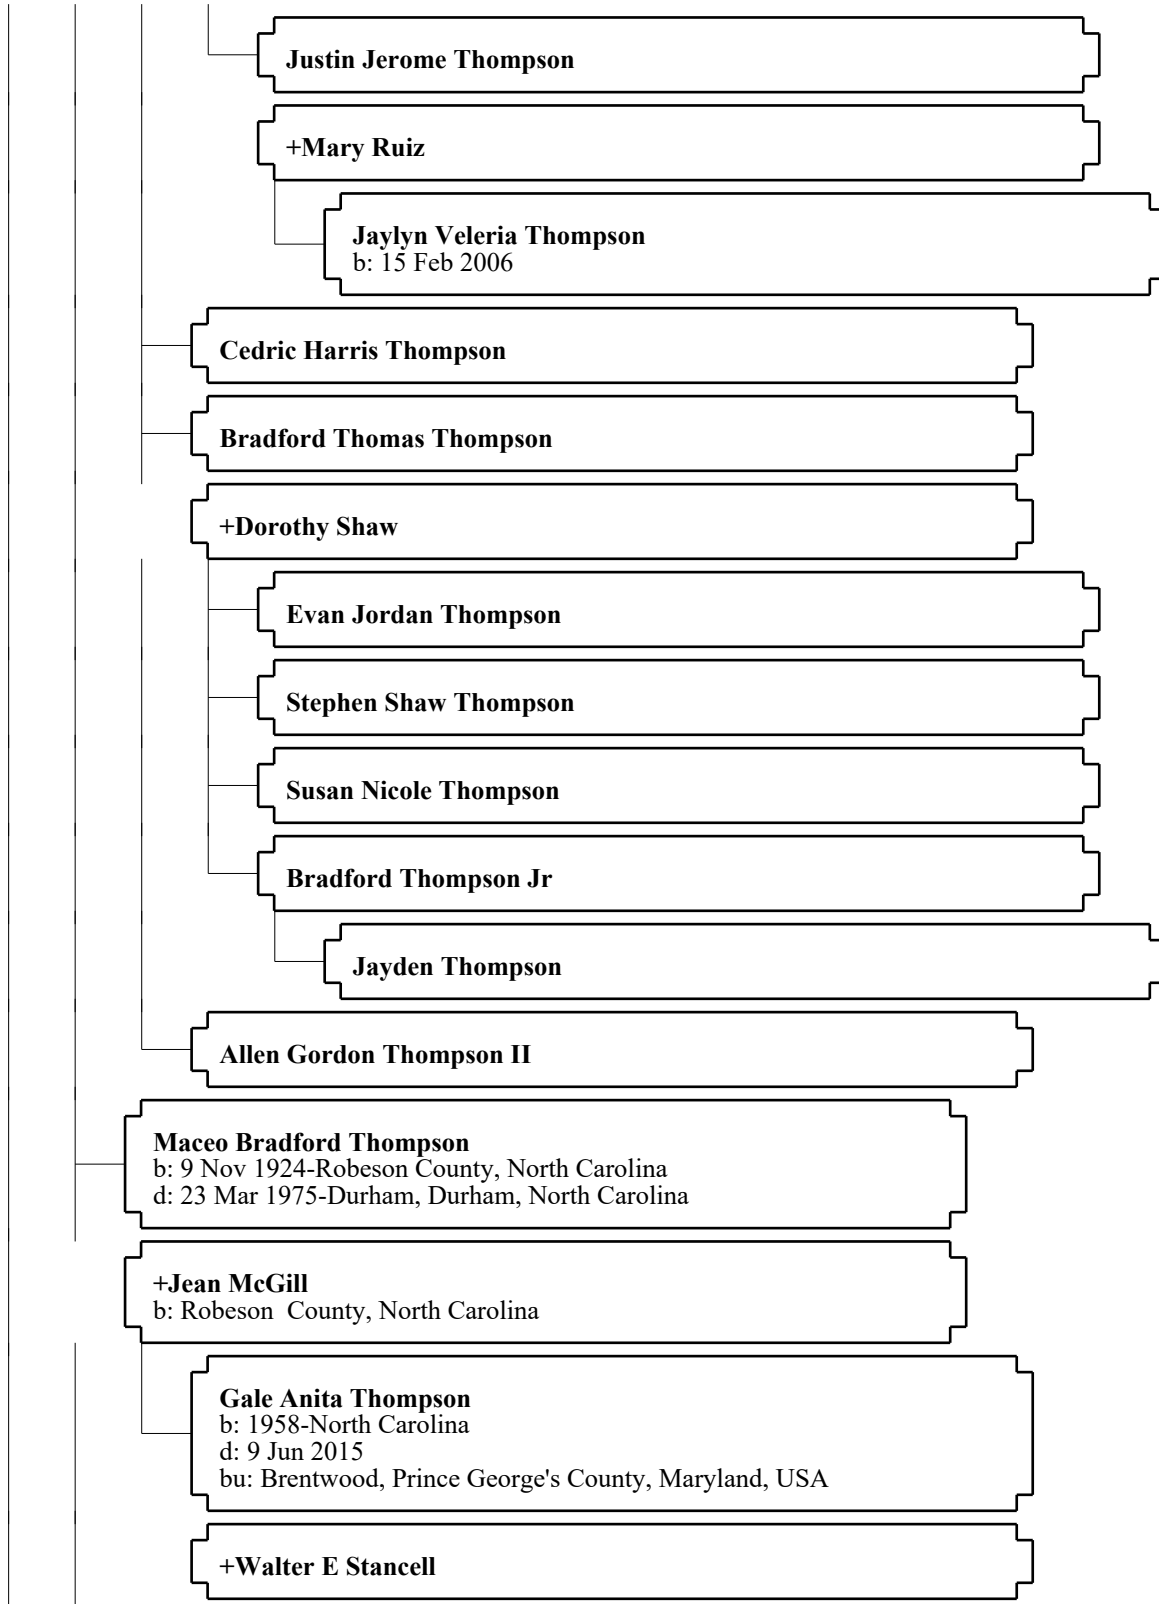 Justin Jerome Thompson
+Mary Ruiz
Jaylyn Veleria Thompson
b: 15 Feb 2006
Cedric Harris Thompson
Bradford Thomas Thompson
+Dorothy Shaw
Evan Jordan Thompson
Stephen Shaw Thompson
Susan Nicole Thompson
Bradford Thompson Jr
Jayden Thompson
Allen Gordon Thompson II
Maceo Bradford Thompson
b: 9 Nov 1924-Robeson County, North Carolina
d: 23 Mar 1975-Durham, Durham, North Carolina
+Jean McGill
b: Robeson  County, North Carolina
Gale Anita Thompson
b: 1958-North Carolina
d: 9 Jun 2015
bu: Brentwood, Prince George's County, Maryland, USA
+Walter E Stancell